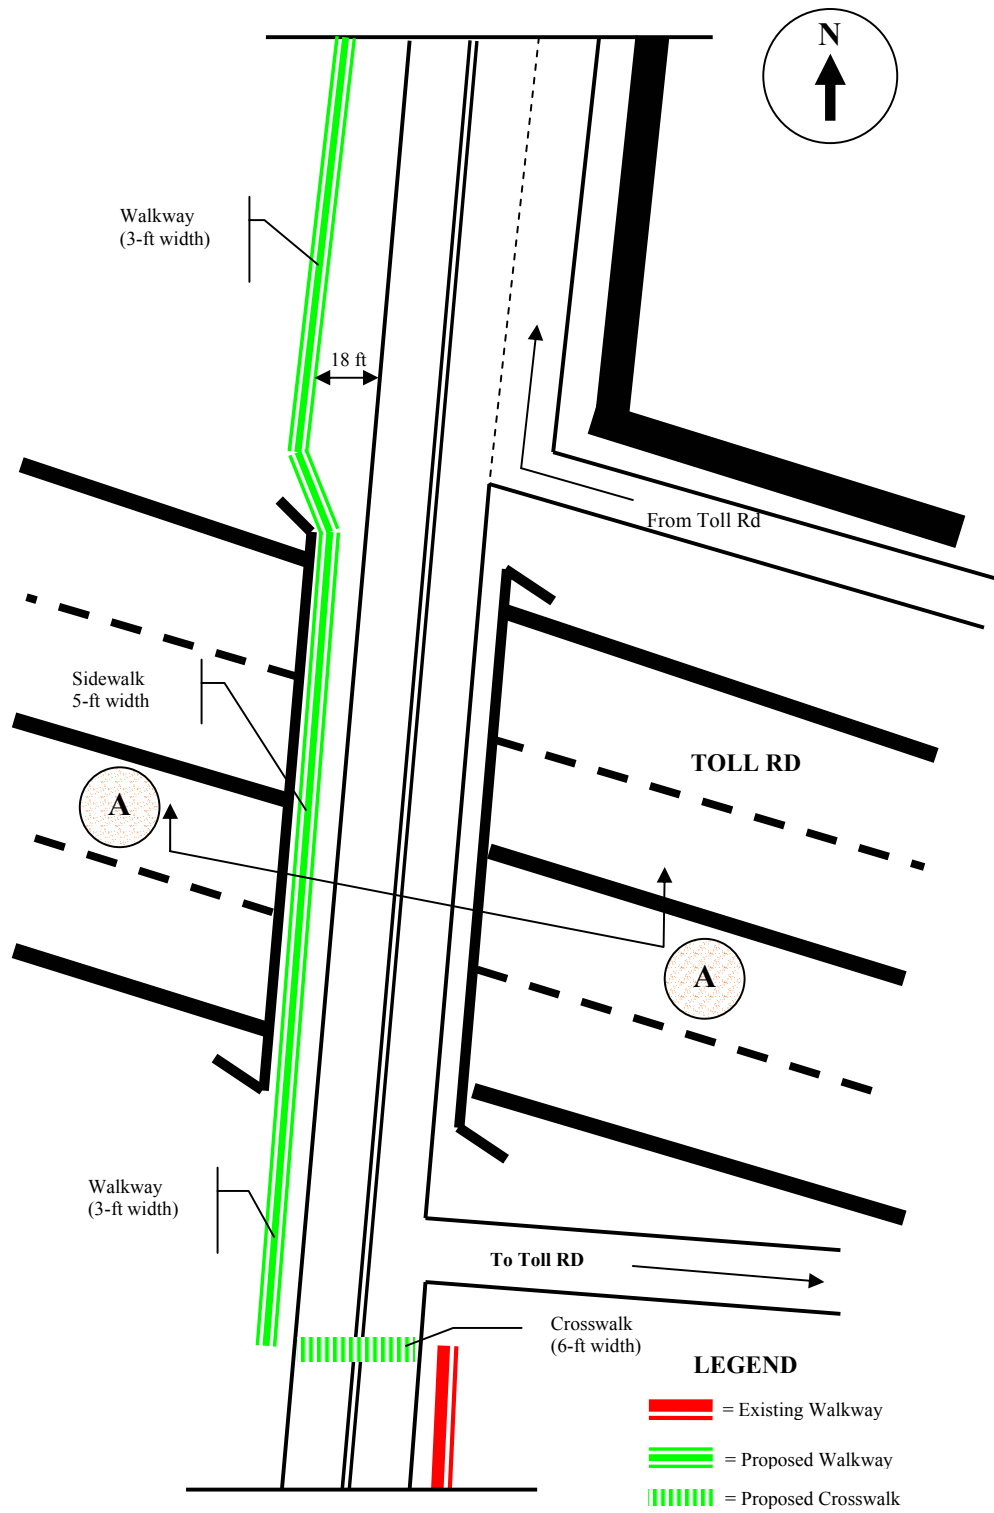 N
Walkway
(3-ft width)
18 ft
From Toll Rd
Sidewalk
5-ft width
TOLL RD
A
A
Walkway
(3-ft width)
To Toll RD
Crosswalk
(6-ft width)
LEGEND
= Existing Walkway
= Proposed Walkway
= Proposed Crosswalk